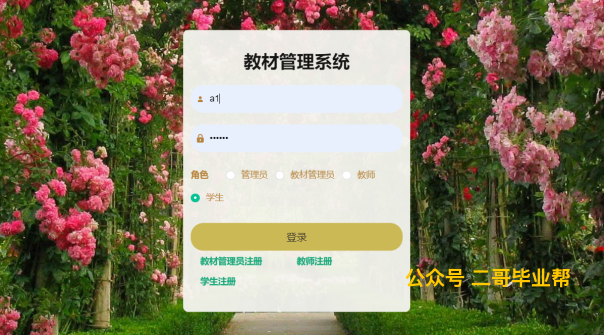 教材管理系统
a1
••••••
角色 管理员 教材管理员 教师
学生
登录
教材管理员注册 教师注册
学生注册
公众号 二哥毕业帮